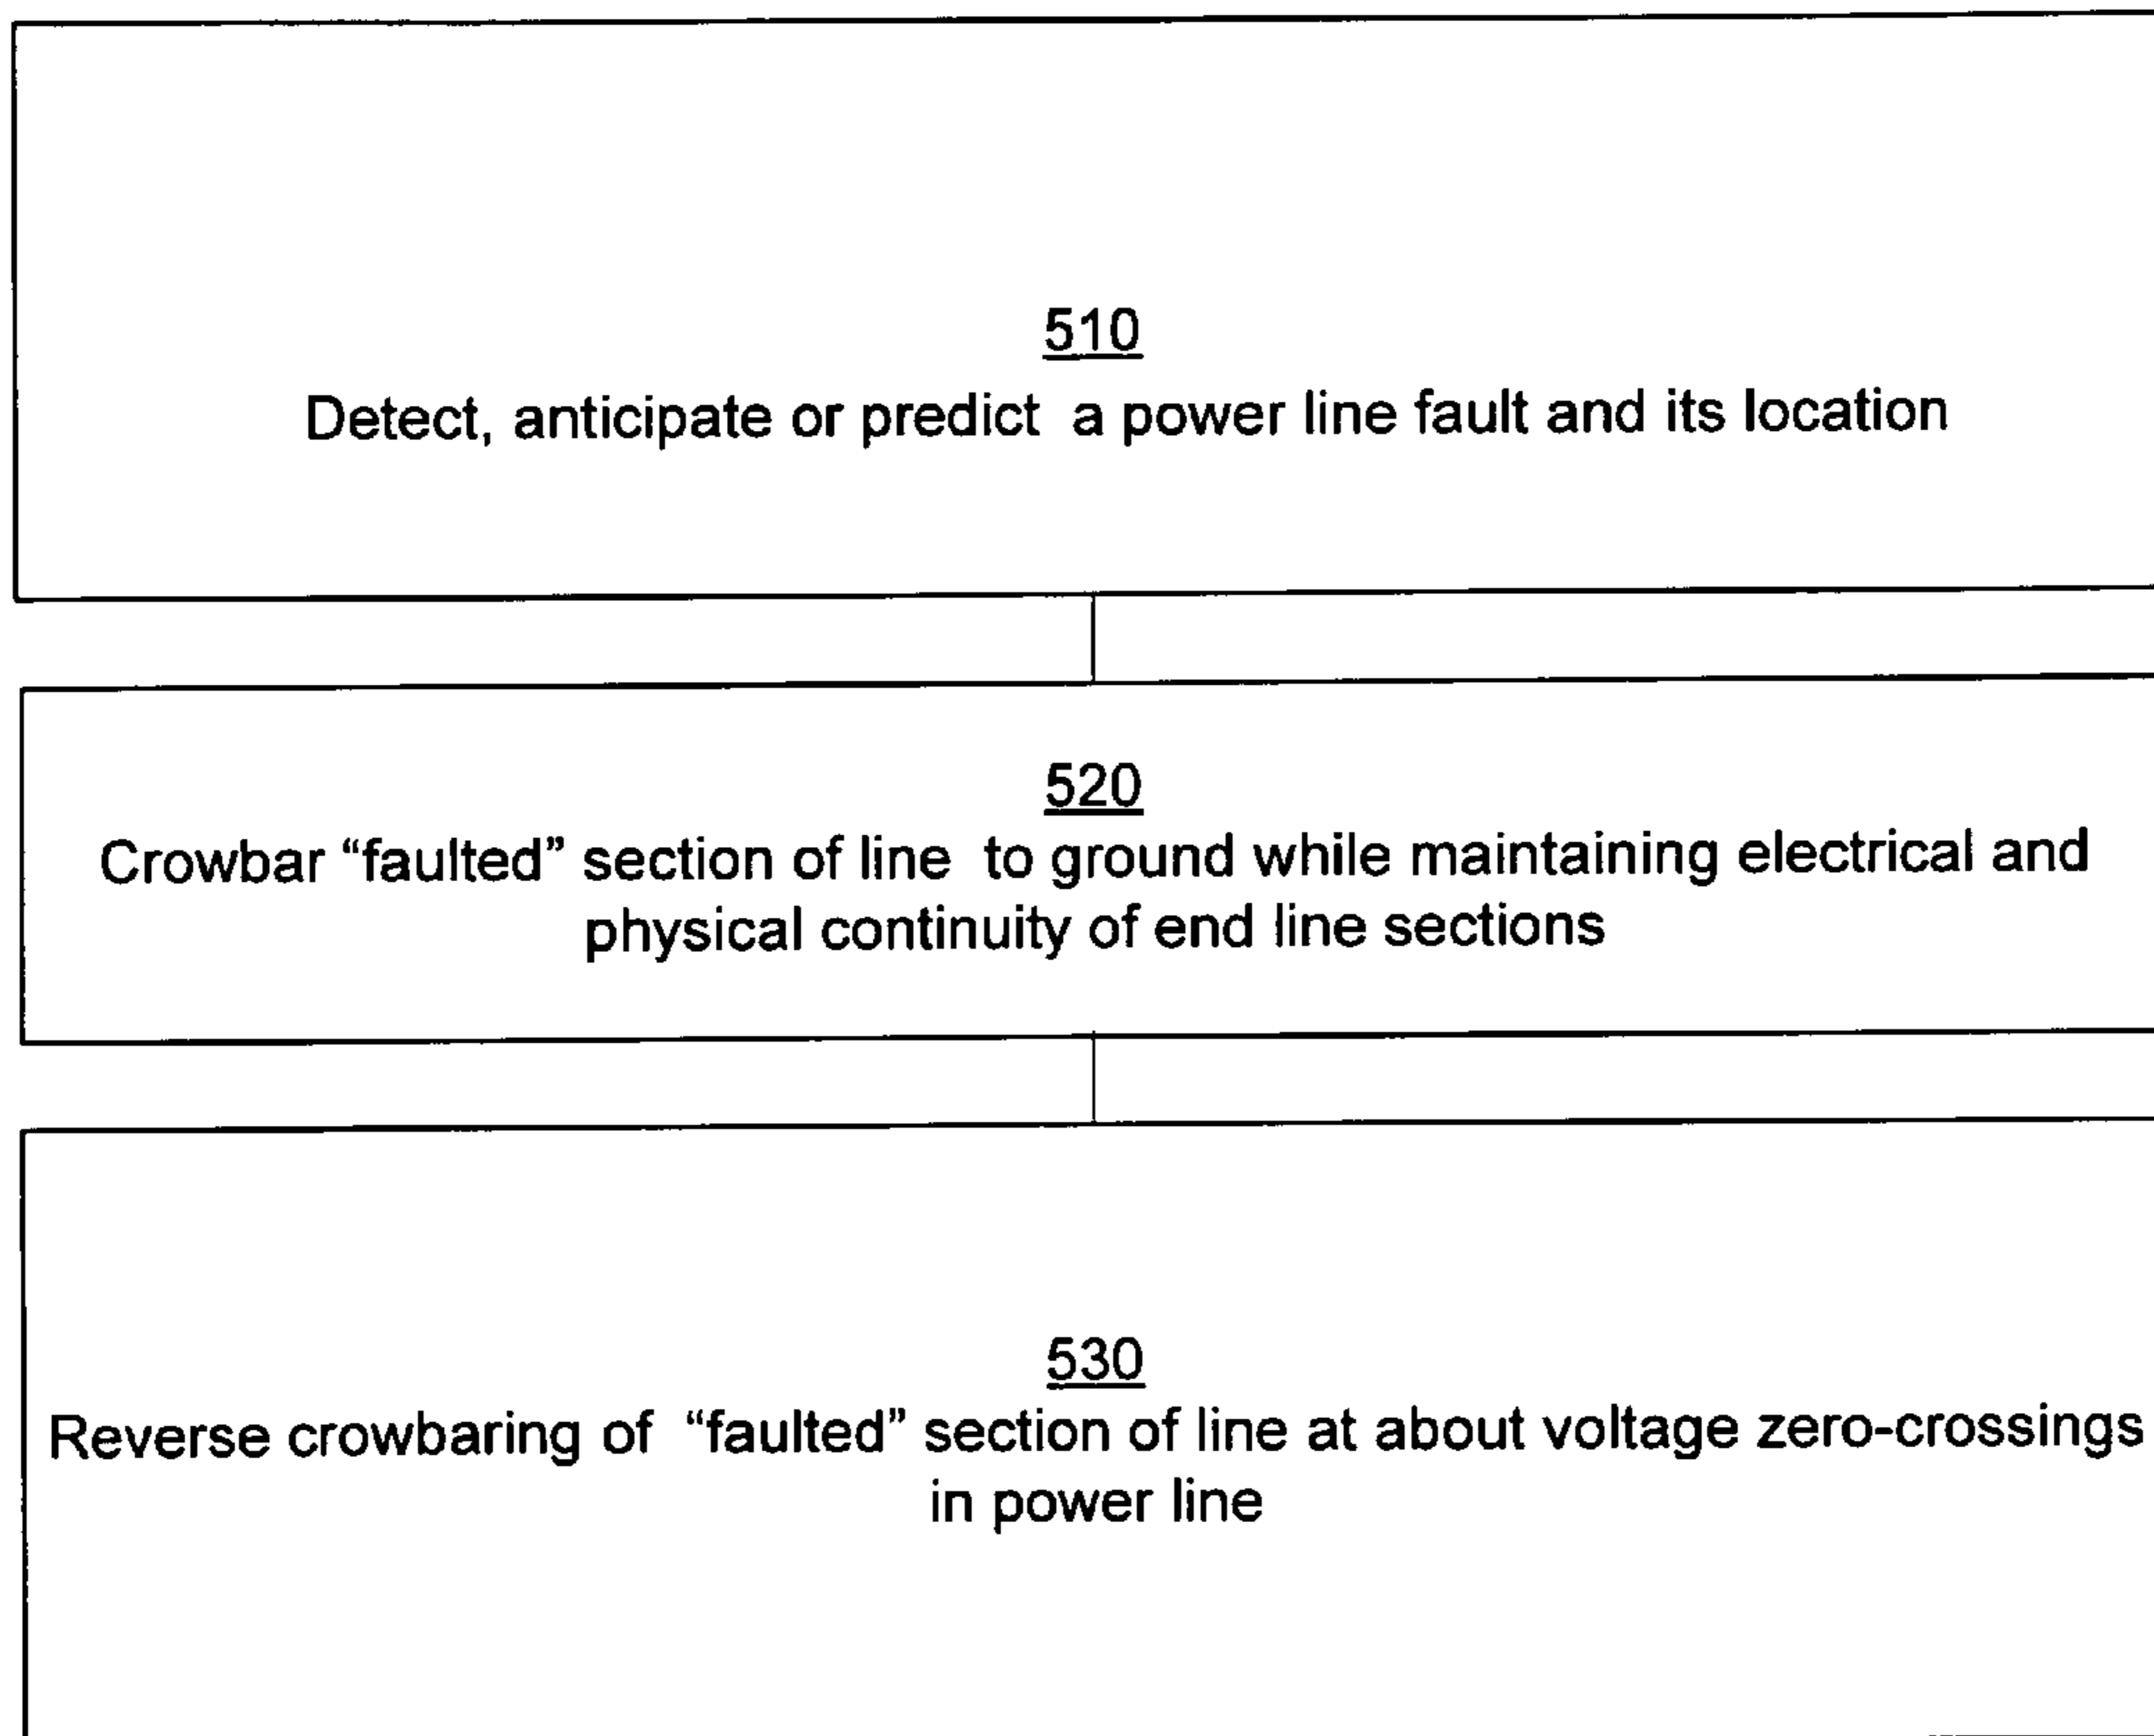 510
Detect, anticipate or predict a power line fault and its location
520
Crowbar “faulted” section of line to ground while maintaining electrical and
physical continuity of end line sections
530
Reverse crowbaring of “faulted” section of line at about voltage zero-crossings
in power line